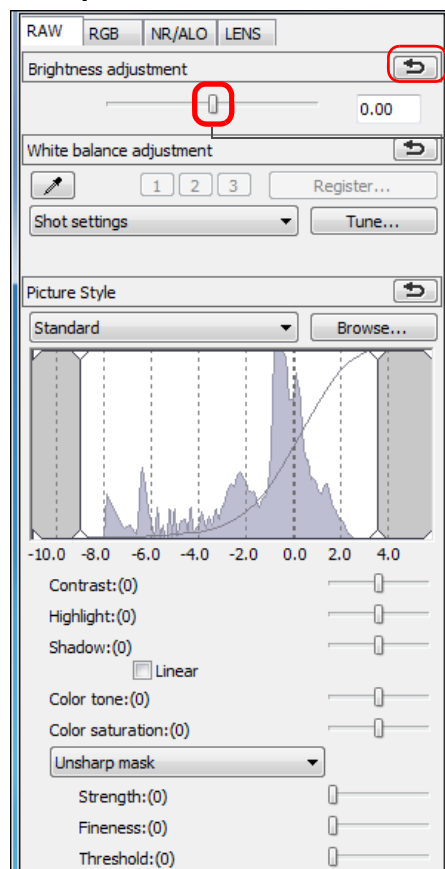 RAW RGB NR/ALO LENS
Brightness adjustment
0.00
White balance adjustment
1 2 3 Register...
Shot settings Tune...
Picture Style
Standard Browse...
-10.0 -8.0 -6.0 -4.0 -2.0 0.0 2.0 4.0
Contrast:(0)
Highlight:(0)
Shadow:(0)
Linear
Color tone:(0)
Color saturation:(0)
Unsharp mask
Strength:(0)
Fineness:(0)
Threshold:(0)